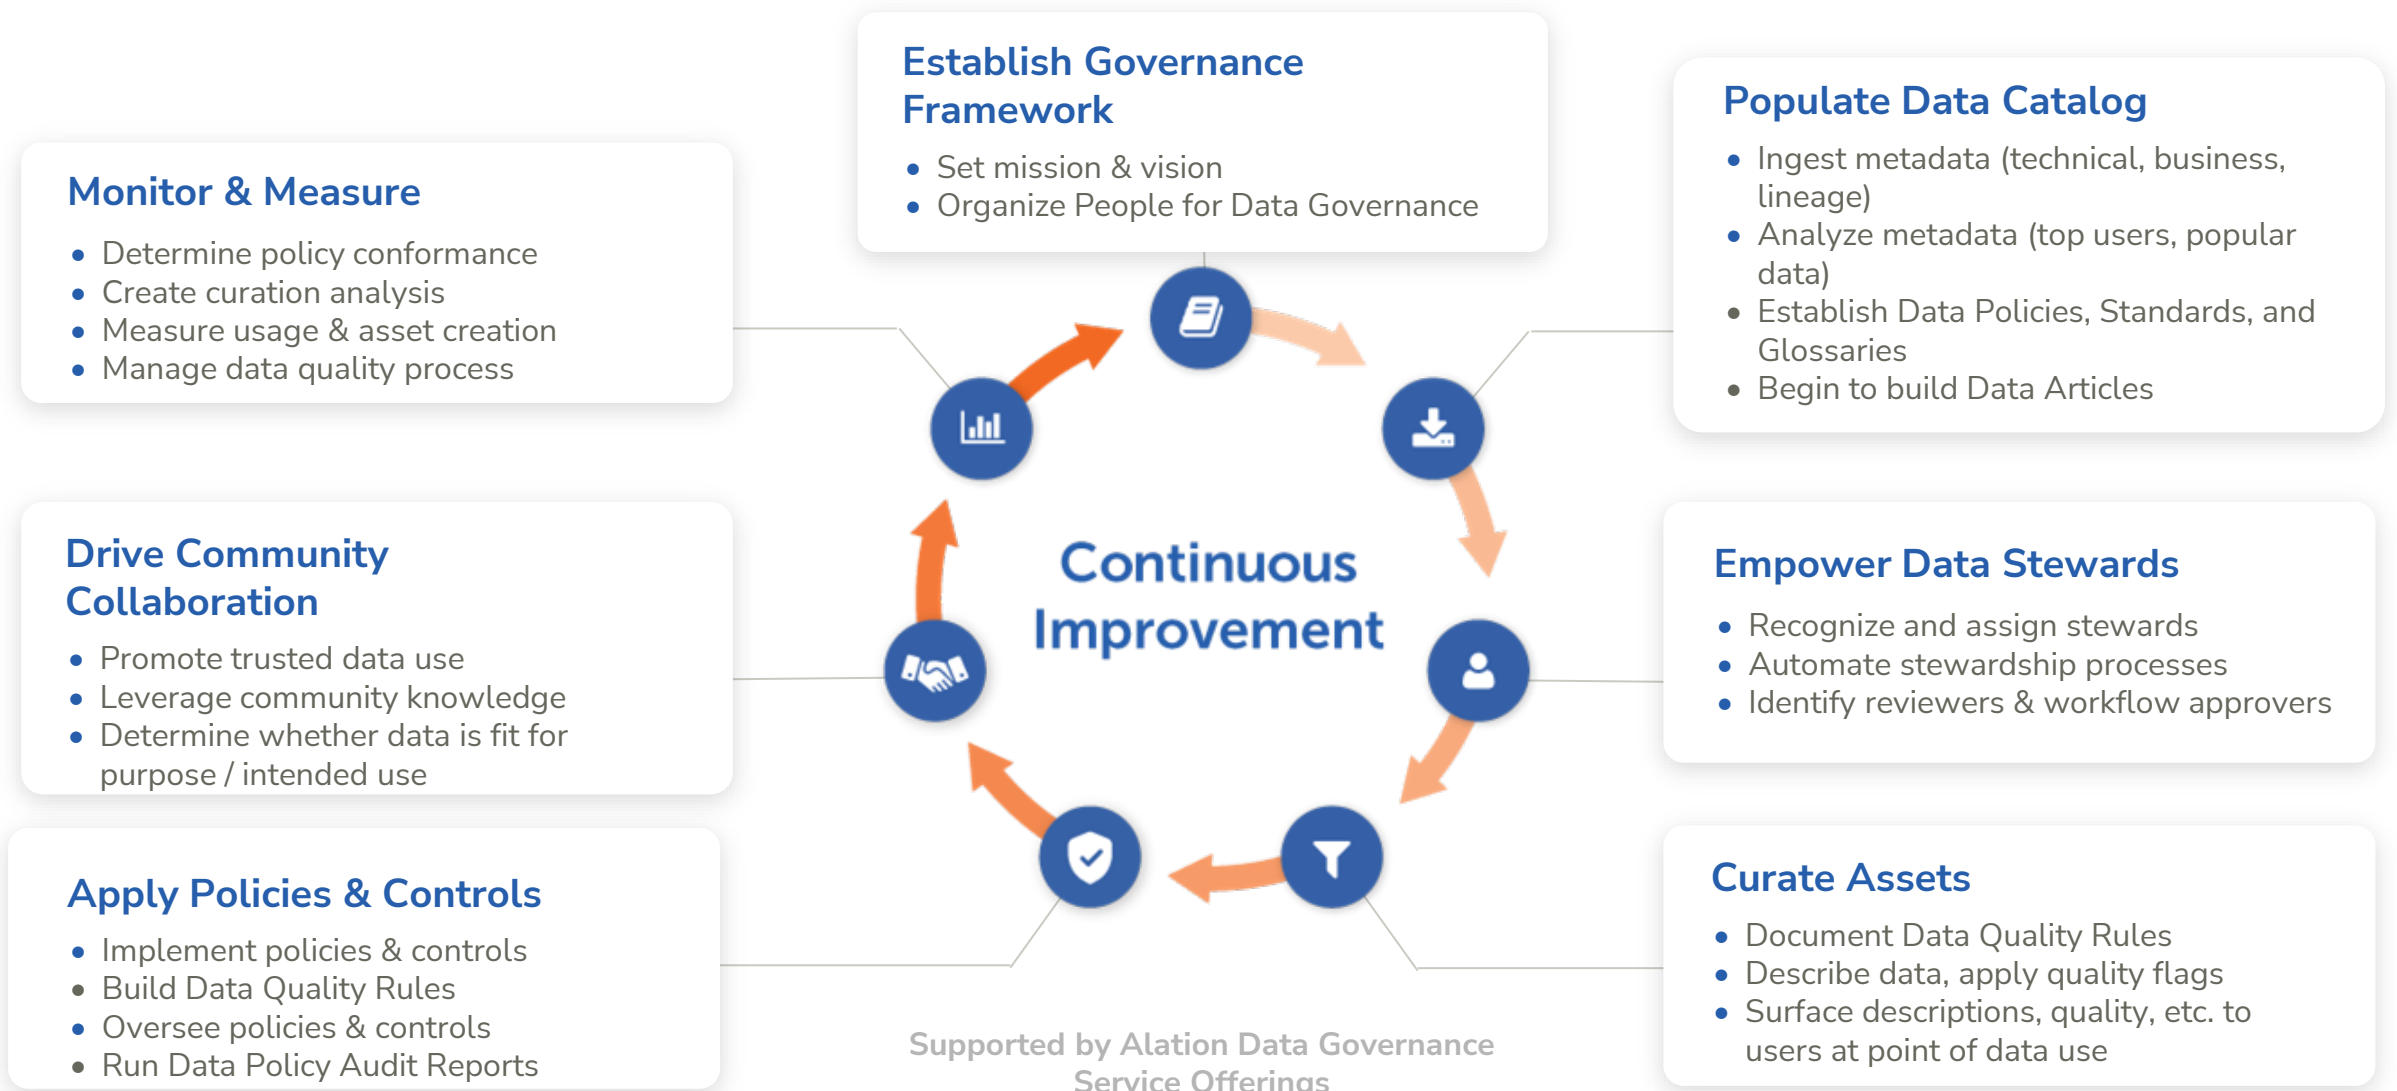 Establish Governance
Framework
• Set mission & vision
• Organize People for Data Governance
Populate Data Catalog
• Ingest metadata (technical, business,
lineage)
• Analyze metadata (top users, popular
data)
• Establish Data Policies, Standards, and
Glossaries
• Begin to build Data Articles
Empower Data Stewards
• Recognize and assign stewards
• Automate stewardship processes
• Identify reviewers & workflow approvers
Curate Assets
• Document Data Quality Rules
• Describe data, apply quality flags
• Surface descriptions, quality, etc. to
users at point of data use
Apply Policies & Controls
• Implement policies & controls
• Build Data Quality Rules
• Oversee policies & controls
• Run Data Policy Audit Reports
Drive Community
Collaboration
• Promote trusted data use
• Leverage community knowledge
• Determine whether data is fit for
purpose / intended use
Monitor & Measure
• Determine policy conformance
• Create curation analysis
• Measure usage & asset creation
• Manage data quality process
Continuous
Improvement
Supported by Alation Data Governance
Service Offerings